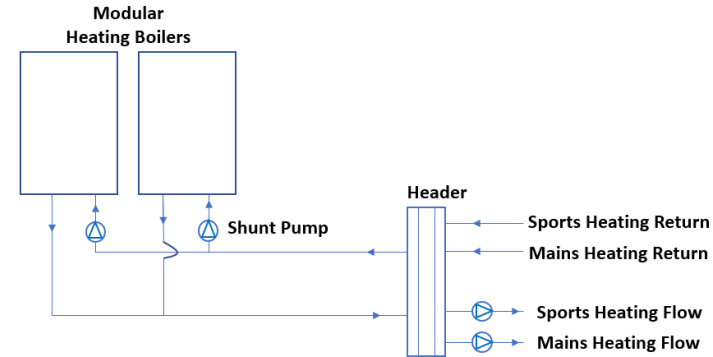 Modular
Heating Boilers
Header
Shunt Pump
Sports Heating Return
Mains Heating Return
Sports Heating Flow
Mains Heating Flow